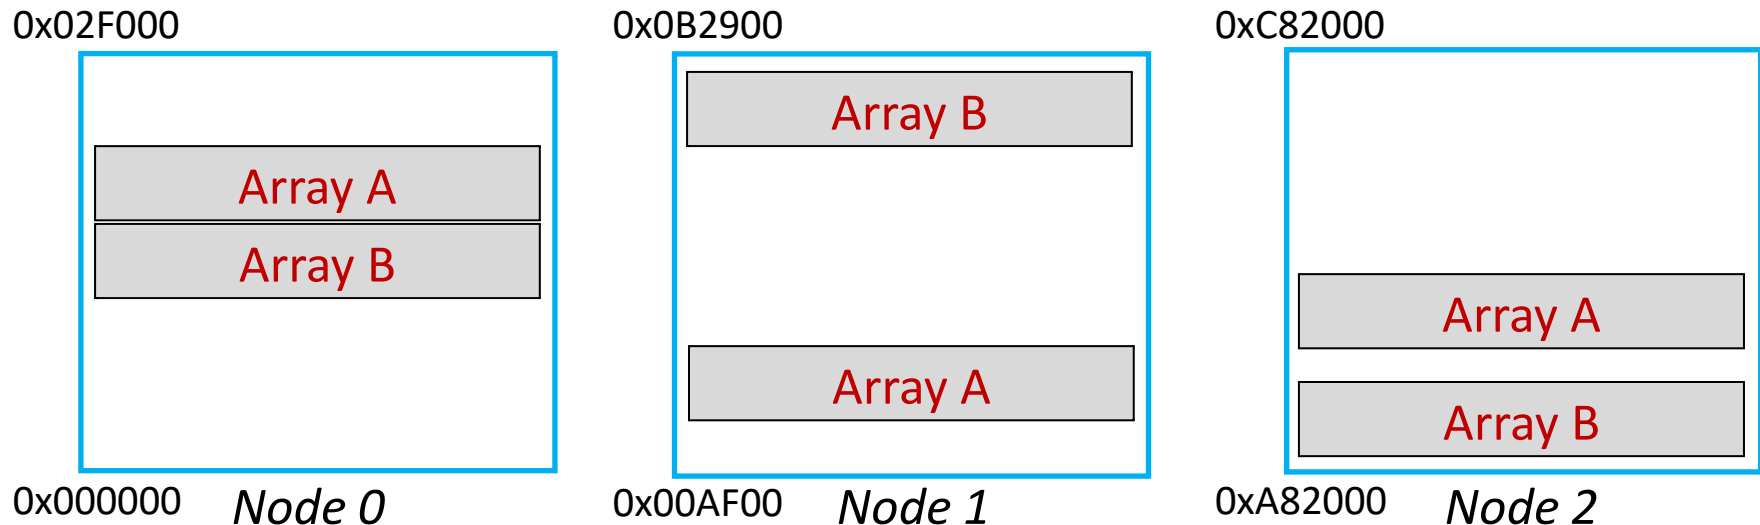 0x02F000
Array A
Array B
0x000000
Node 0
0x0B2900
Array B
Array A
0x00AF00
Node 1
0xC82000
Array A
Array B
0xA82000
Node 2